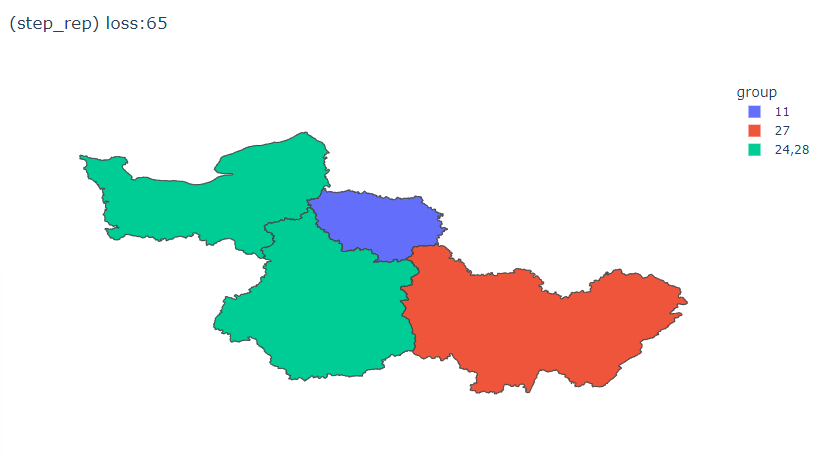 (step_rep) loss:65
group
11
27
24,28